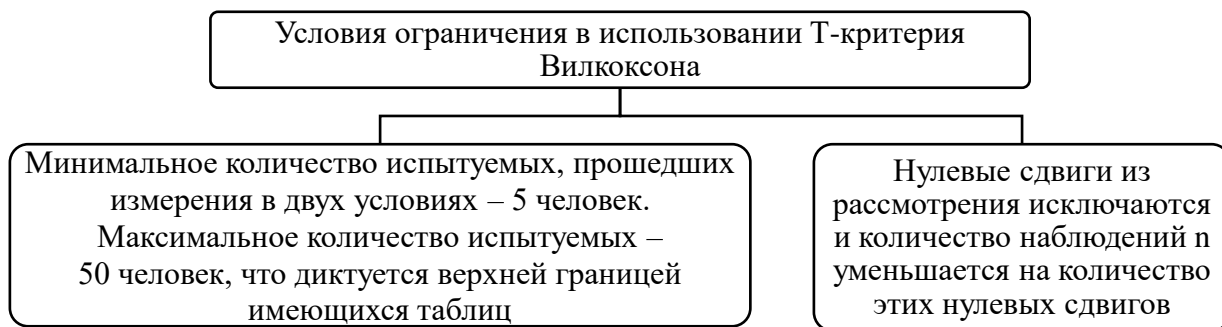 Условия ограничения в использовании Т-критерия
Вилкоксона
Минимальное количество испытуемых, прошедших
измерения в двух условиях – 5 человек.
Максимальное количество испытуемых –
50 человек, что диктуется верхней границей
имеющихся таблиц
Нулевые сдвиги из
рассмотрения исключаются
и количество наблюдений n
уменьшается на количество
этих нулевых сдвигов